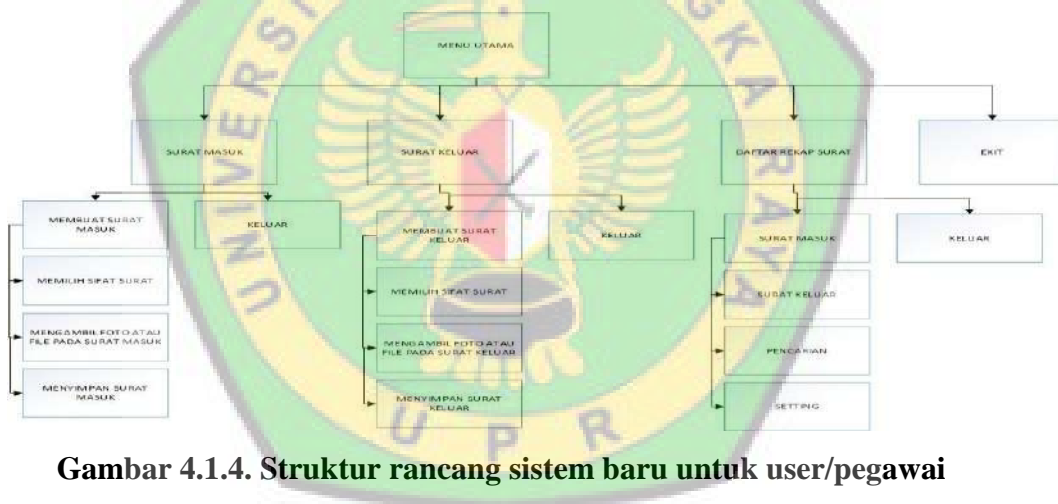 MENU UTAMA
SURAT MASUK
SURAT KELUAR
DAFTAR REKAP SURAT
EXIT
MEMBUAT SURAT
MASUK
KELUAR
MEMILIH SIFAT SURAT
MENGAMBIL FOTO ATAU
FILE PADA SURAT MASUK
MENYIMPAN SURAT
MASUK
MEMBUAT SURAT
KELUAR
KELUAR
MEMILIH SIFAT SURAT
MENGAMBIL FOTO ATAU
FILE PADA SURAT KELUAR
MENYIMPAN SURAT
KELUAR
SURAT MASUK
KELUAR
SURAT KELUAR
PENCARIAN
SETTING
UPR
Gambar 4.1.4. Struktur rancang sistem baru untuk user/pegawai